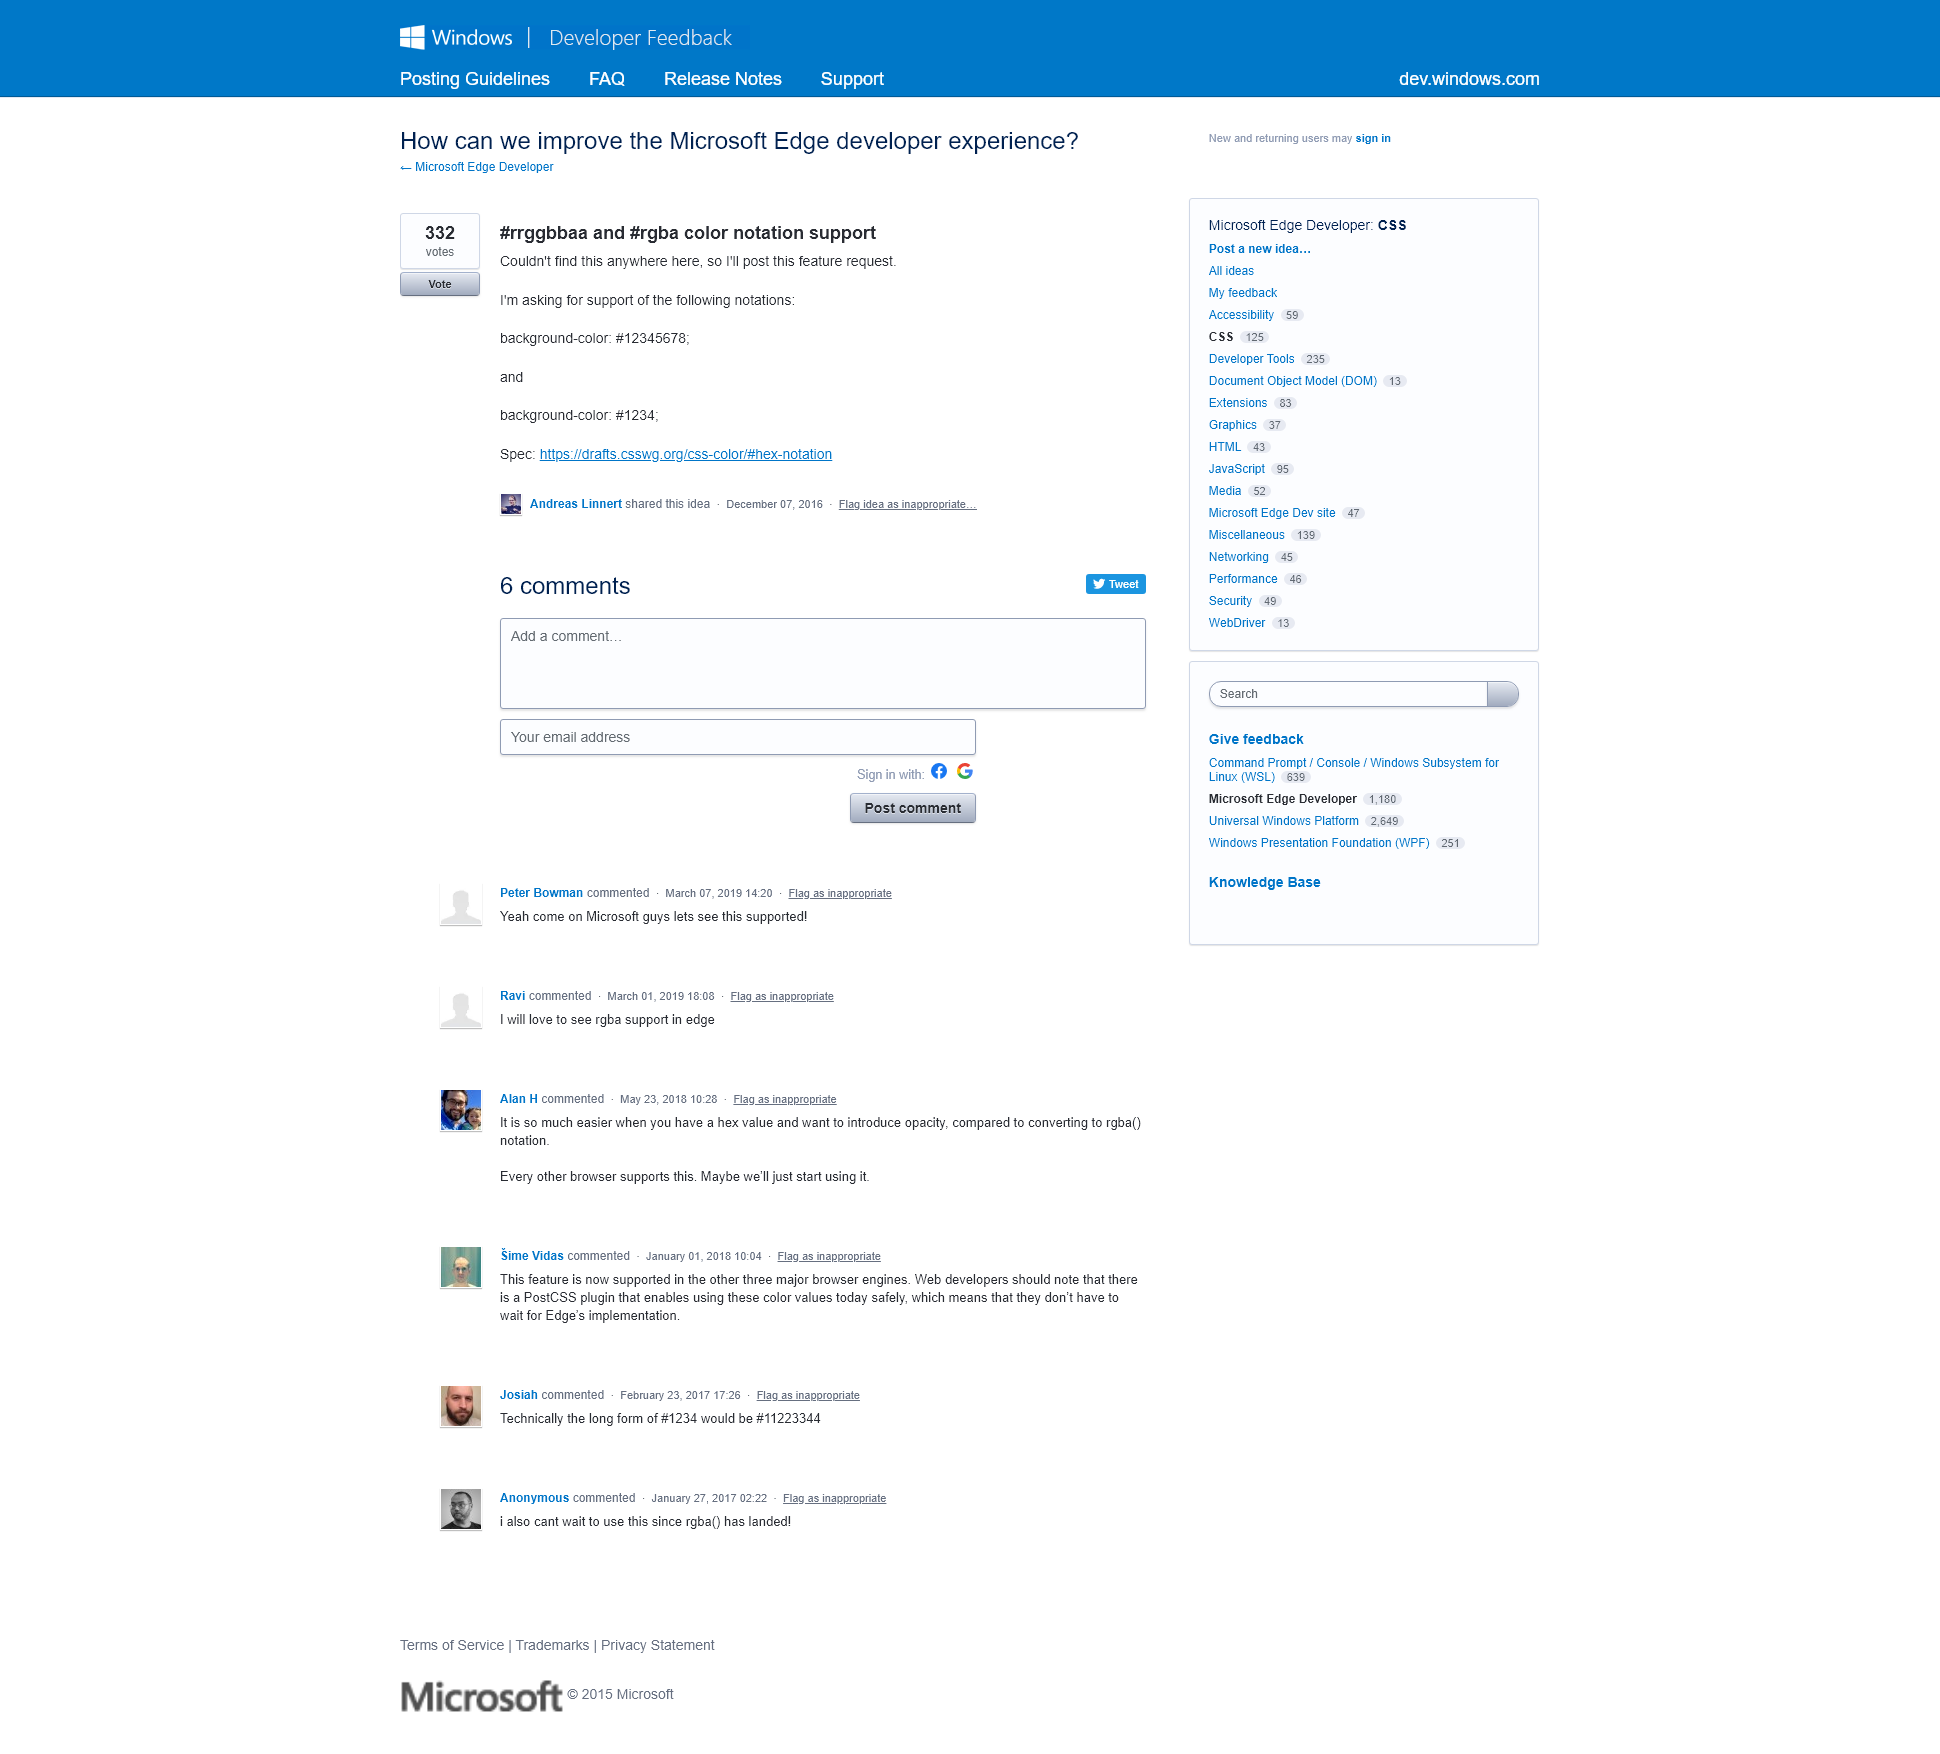 Windows | Developer Feedback
Posting Guidelines FAQ Release Notes Support dev.windows.com
How can we improve the Microsoft Edge developer experience?
← Microsoft Edge Developer
New and returning users may sign in
332
votes
Vote
#rrggbbaa and #rgba color notation support
Couldn't find this anywhere here, so I'll post this feature request.
I'm asking for support of the following notations:
background-color: #12345678;
and
background-color: #1234;
Spec: https://drafts.csswg.org/css-color/#hex-notation
Andreas Linnert shared this idea · December 07, 2016 · Flag idea as inappropriate…
6 comments
Tweet
Add a comment…
Your email address
Sign in with:
Post comment
Peter Bowman commented · March 07, 2019 14:20 · Flag as inappropriate
Yeah come on Microsoft guys lets see this supported!
Ravi commented · March 01, 2019 18:08 · Flag as inappropriate
I will love to see rgba support in edge
Alan H commented · May 23, 2018 10:28 · Flag as inappropriate
It is so much easier when you have a hex value and want to introduce opacity, compared to converting to rgba()
notation.
Every other browser supports this. Maybe we’ll just start using it.
Šime Vidas commented · January 01, 2018 10:04 · Flag as inappropriate
This feature is now supported in the other three major browser engines. Web developers should note that there
is a PostCSS plugin that enables using these color values today safely, which means that they don’t have to
wait for Edge’s implementation.
Josiah commented · February 23, 2017 17:26 · Flag as inappropriate
Technically the long form of #1234 would be #11223344
Anonymous commented · January 27, 2017 02:22 · Flag as inappropriate
i also cant wait to use this since rgba() has landed!
Microsoft Edge Developer: CSS
Post a new idea…
All ideas
My feedback
Accessibility 59
CSS 125
Developer Tools 235
Document Object Model (DOM) 13
Extensions 83
Graphics 37
HTML 43
JavaScript 95
Media 52
Microsoft Edge Dev site 47
Miscellaneous 139
Networking 45
Performance 46
Security 49
WebDriver 13
Search
Give feedback
Command Prompt / Console / Windows Subsystem for
Linux (WSL) 639
Microsoft Edge Developer 1,180
Universal Windows Platform 2,649
Windows Presentation Foundation (WPF) 251
Knowledge Base
Terms of Service | Trademarks | Privacy Statement
Microsoft © 2015 Microsoft